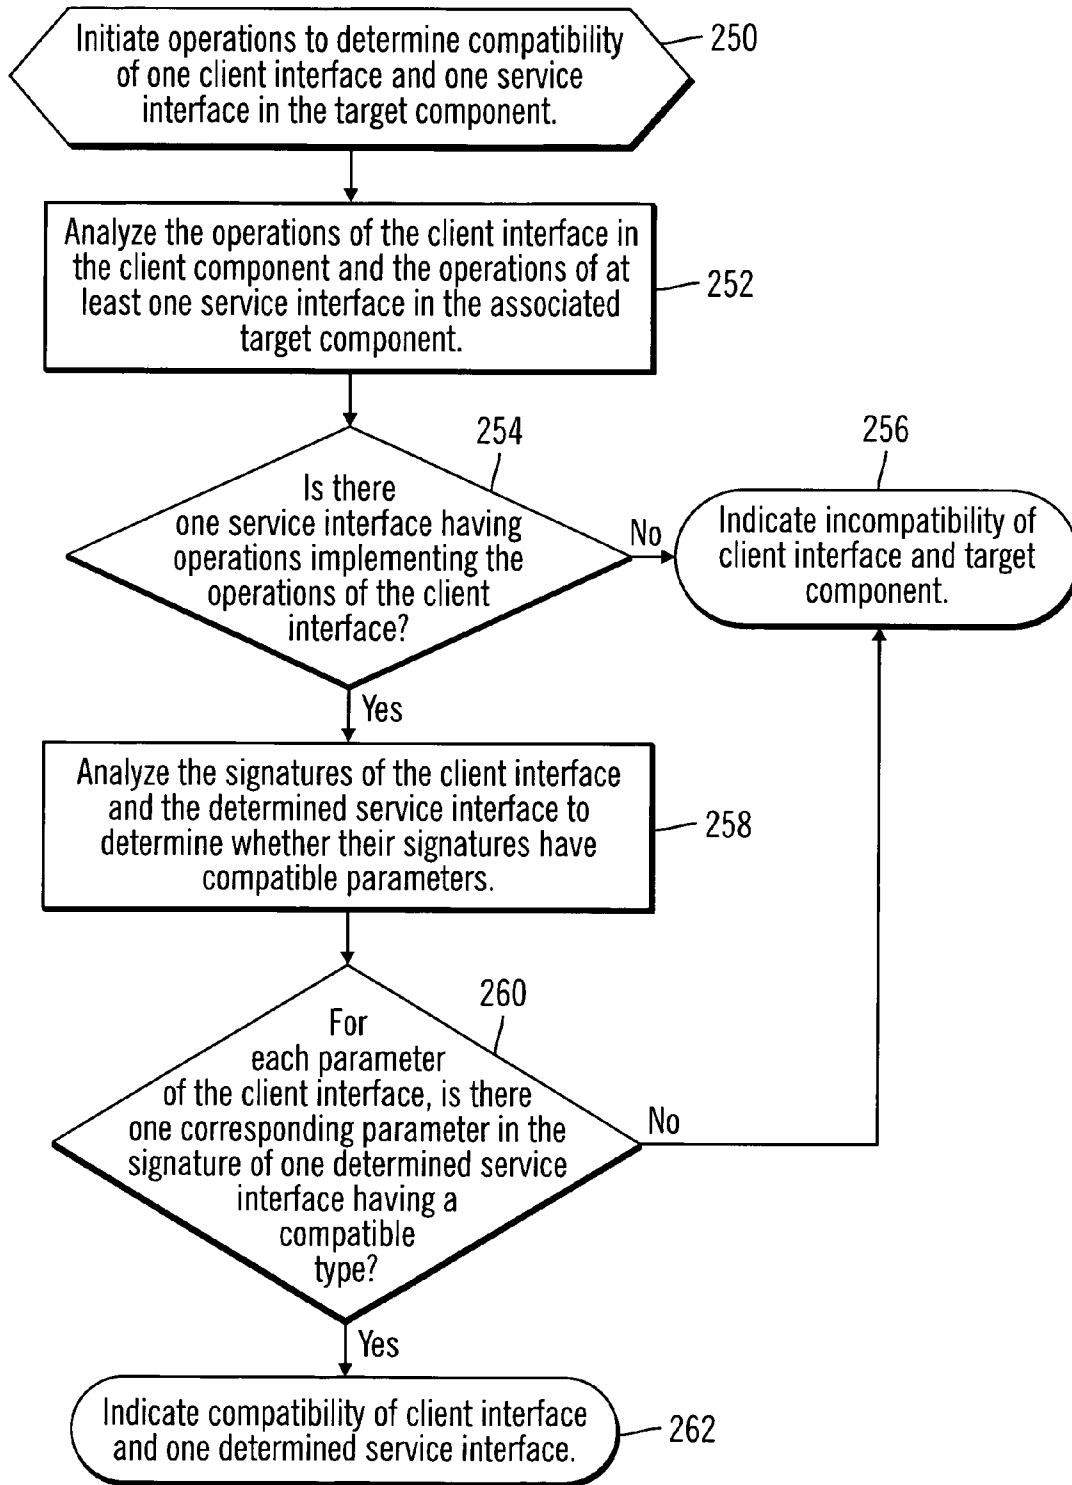 Initiate operations to determine compatibility
of one client interface and one service
interface in the target component.
250
Analyze the operations of the client interface in
the client component and the operations of at
least one service interface in the associated
target component.
252
254
Is there
one service interface having
operations implementing the
operations of the client
interface?
No
256
Indicate incompatibility of
client interface and target
component.
Yes
Analyze the signatures of the client interface
and the determined service interface to
determine whether their signatures have
compatible parameters.
258
260
For
each parameter
of the client interface, is there
one corresponding parameter in the
signature of one determined service
interface having a
compatible
type?
No
Yes
Indicate compatibility of client interface
and one determined service interface.
262